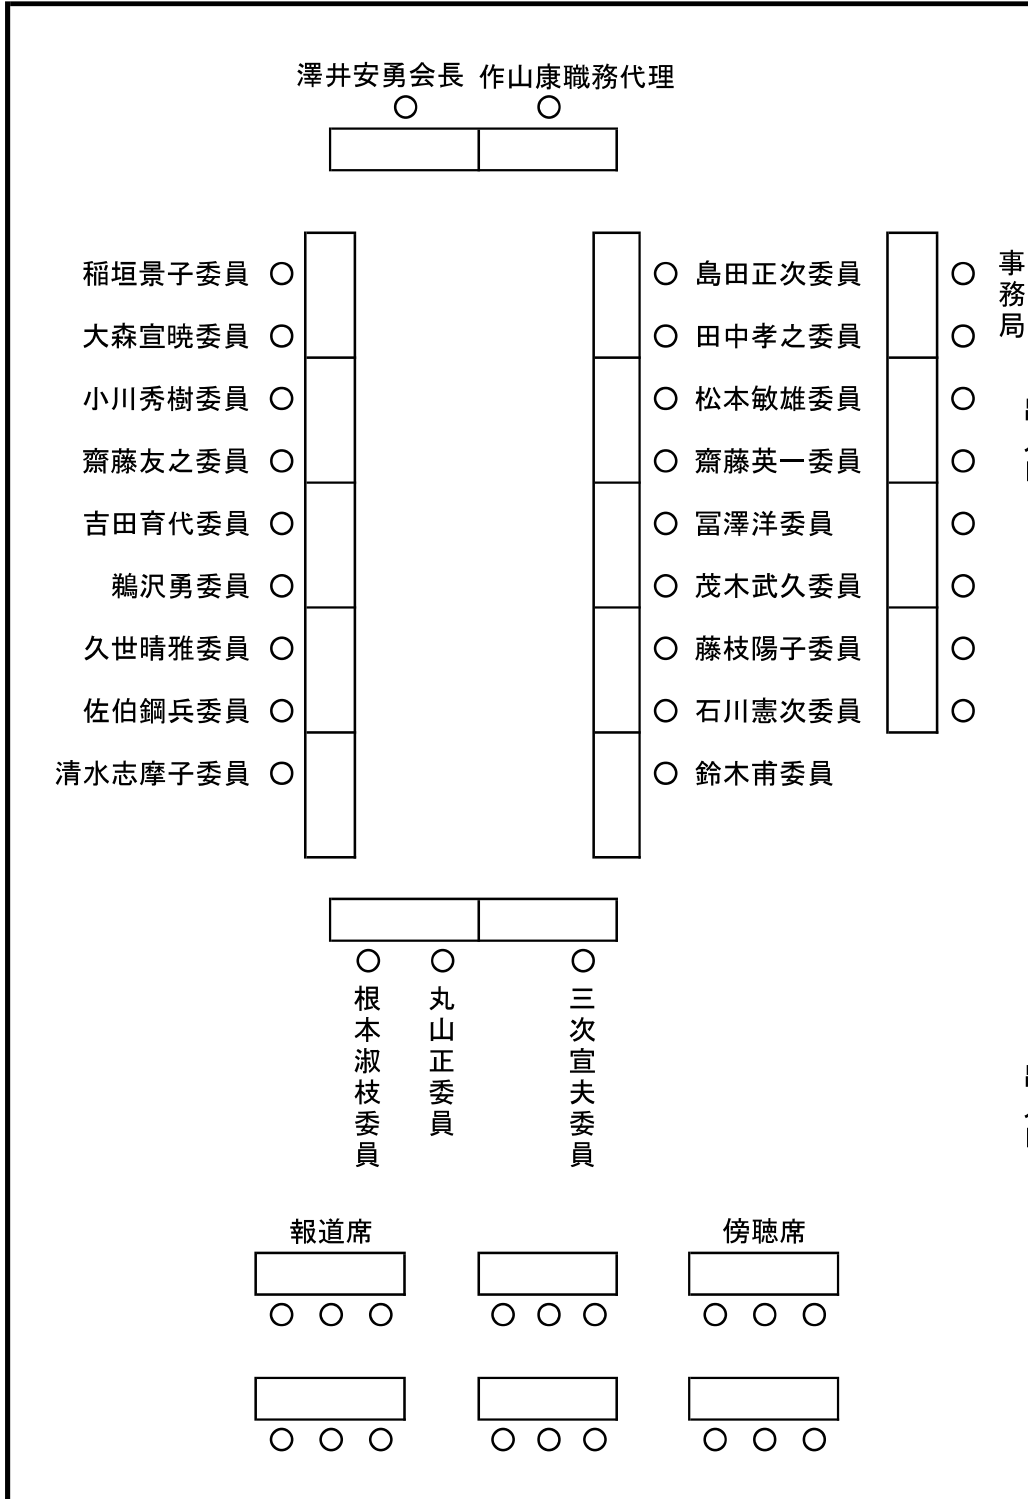 澤井安勇会長 作山康職務代理
稲垣景子委員
島田正次委員
事務局
大森宣暁委員
田中孝之委員
小川秀樹委員
松本敏雄委員
齋藤友之委員
齋藤英一委員
吉田育代委員
冨澤洋委員
鵜沢勇委員
茂木武久委員
久世晴雅委員
藤枝陽子委員
佐伯鋼兵委員
石川憲次委員
清水志摩子委員
鈴木甫委員
根本淑枝委員
丸山正委員
三次宣夫委員
報道席
傍聴席